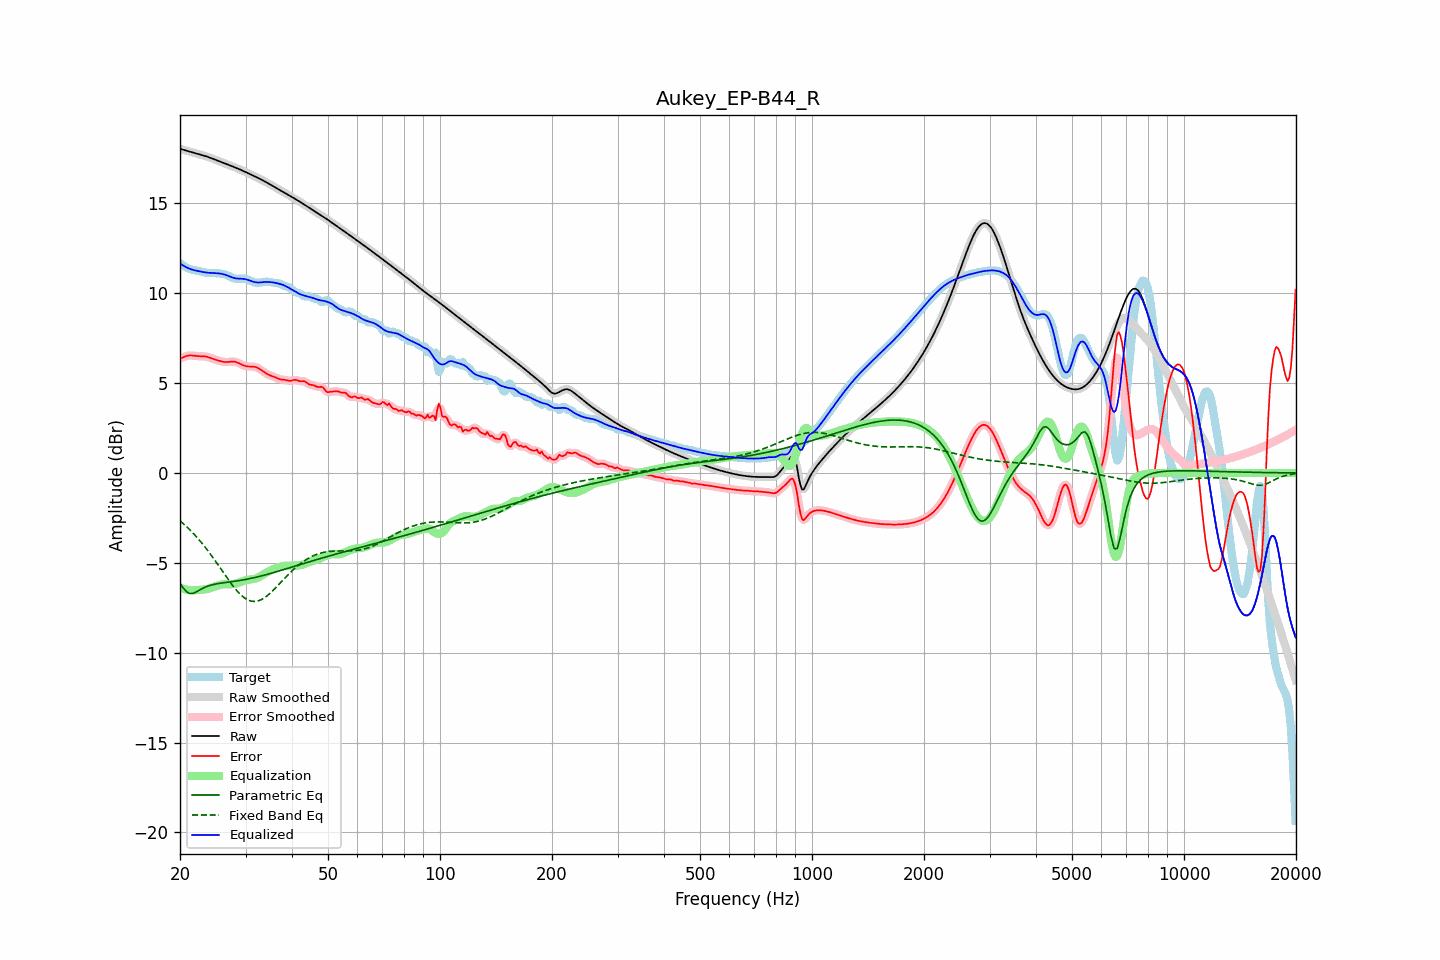 Aukey_EP-B44_R
Amplitude (dBr)
15
10
5
0
−5
−10
−15
−20
Target
Raw Smoothed
Error Smoothed
Raw
Error
Equalization
Parametric Eq
Fixed Band Eq
Equalized
20 50 100 200 500 1000 2000 5000 10000 20000
Frequency (Hz)